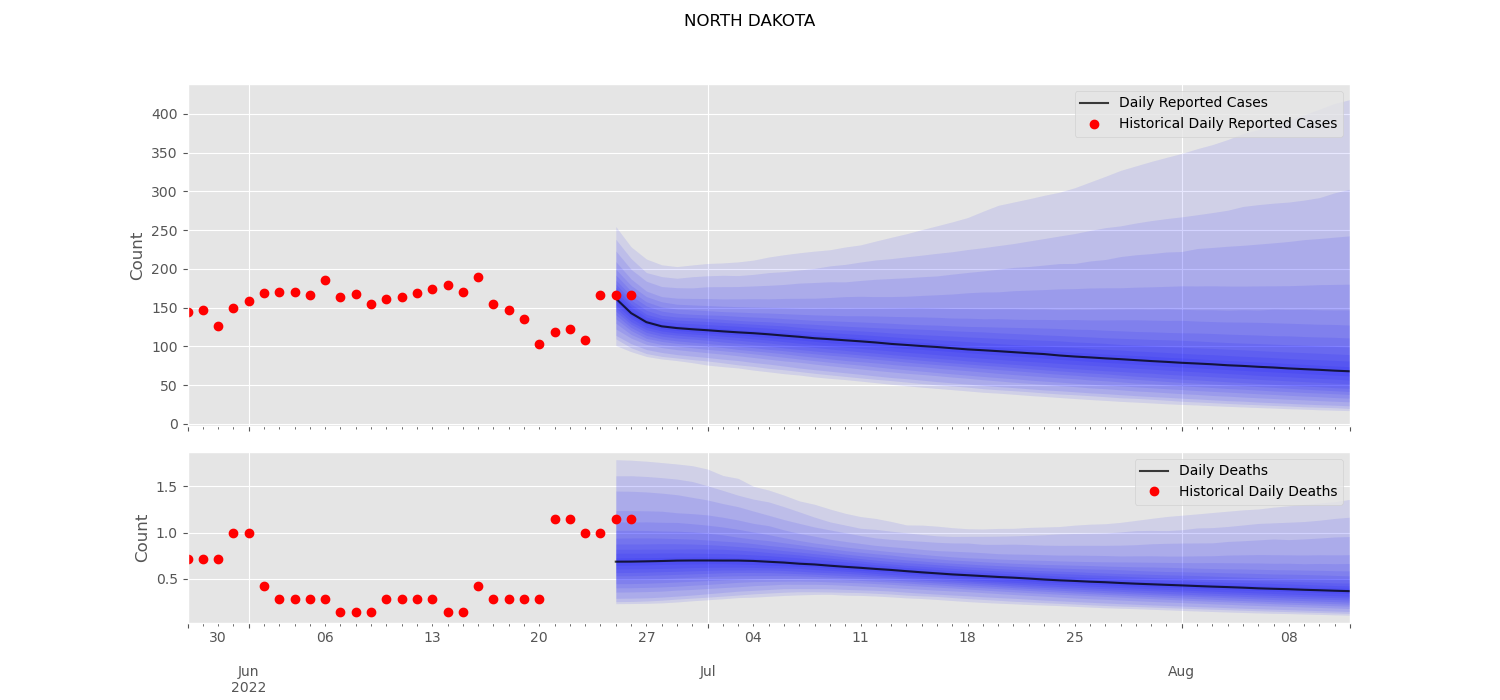 NORTH DAKOTA
400
350
300
250
200
150
100
50
0
Count
Daily Reported Cases
Historical Daily Reported Cases
1.5
1.0
0.5
Count
Daily Deaths
Historical Daily Deaths
30 06 13 20 27 04 11 18 25 08
Jun Jul Aug
2022